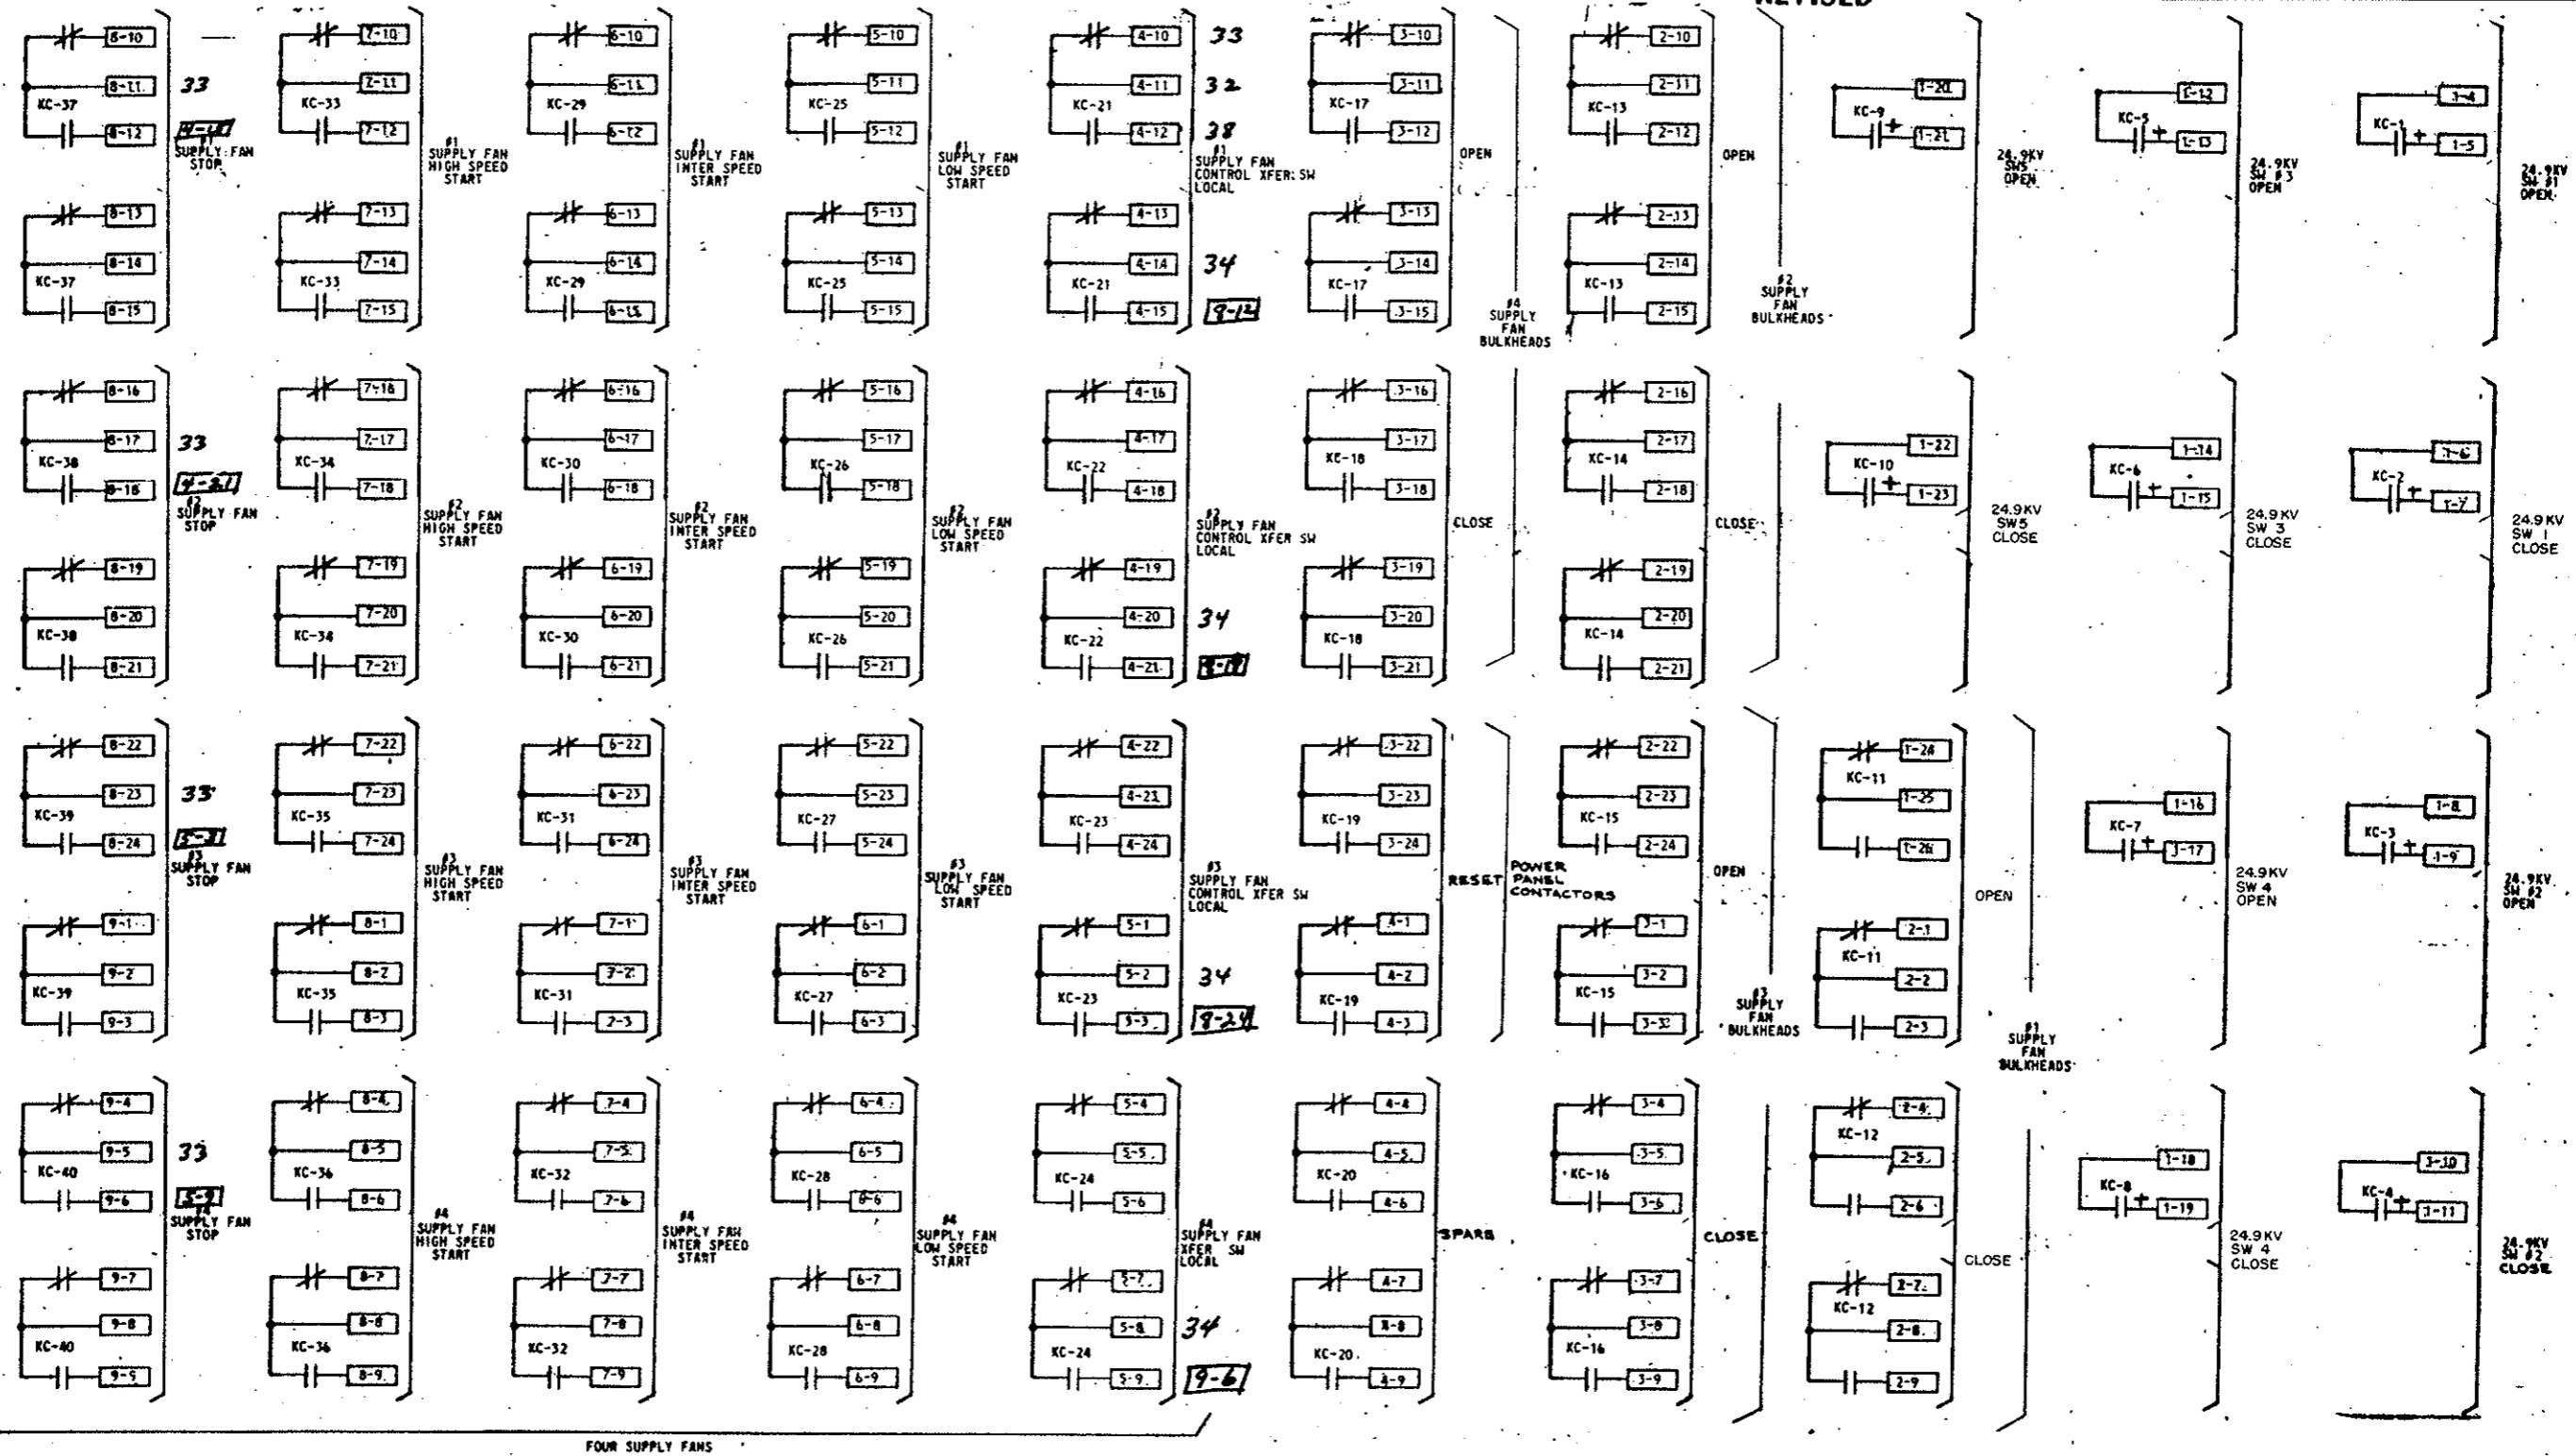 REVISED
8-10
8-11
33
KC-37
8-12
#1
SUPPLY FAN
STOP
8-13
8-14
KC-37
8-15
7-10
7-11
KC-33
7-12
#1
SUPPLY FAN
HIGH SPEED
START
7-13
7-14
KC-33
7-15
6-10
6-11
KC-29
6-12
#1
SUPPLY FAN
INTER SPEED
START
6-13
6-14
KC-29
6-15
5-10
5-11
KC-25
5-12
#1
SUPPLY FAN
LOW SPEED
START
5-13
5-14
KC-25
5-15
4-10 33
4-11 32
KC-21
4-12 38
#1
SUPPLY FAN
CONTROL XFER SW
LOCAL
4-13
4-14 34
KC-21
4-15 8-12
3-10
3-11
KC-17
3-12
OPEN
3-13
3-14
KC-17
3-15
#4
SUPPLY
FAN
BULKHEADS
2-10
2-11
KC-13
2-12
OPEN
2-13
2-14
KC-13
2-15
#2
SUPPLY
FAN
BULKHEADS
1-20
KC-9 +
1-21
24.9KV
SW5
OPEN
1-12
KC-5 +
1-13
24.9KV
SW #3
OPEN
1-4
KC-1 +
1-5
24.9KV
SW #1
OPEN
8-16
8-17 33
KC-38
8-18 4-21
#2
SUPPLY FAN
STOP
8-19
8-20
KC-38
8-21
7-16
7-17
KC-34
7-18
#2
SUPPLY FAN
HIGH SPEED
START
7-19
7-20
KC-34
7-21
6-16
6-17
KC-30
6-18
#2
SUPPLY FAN
INTER SPEED
START
6-19
6-20
KC-30
6-21
5-16
5-17
KC-26
5-18
#2
SUPPLY FAN
LOW SPEED
START
5-19
5-20
KC-26
5-21
4-16
4-17
KC-22
4-18
#2
SUPPLY FAN
CONTROL XFER SW
LOCAL
4-19
4-20 34
KC-22
4-21
3-16
3-17
KC-18
3-18
CLOSE
3-19
3-20
KC-18
3-21
2-16
2-17
KC-14
2-18
CLOSE
2-19
2-20
KC-14
2-21
1-22
KC-10 +
1-23
24.9KV
SW5
CLOSE
1-14
KC-6 +
1-15
24.9KV
SW 3
CLOSE
1-6
KC-2 +
1-7
24.9KV
SW 1
CLOSE
8-22
8-23 33
KC-39
8-24 5-3
#3
SUPPLY FAN
STOP
9-1
9-2
KC-39
9-3
7-22
7-23
KC-35
7-24
#3
SUPPLY FAN
HIGH SPEED
START
8-1
8-2
KC-35
8-3
6-22
6-23
KC-31
6-24
#3
SUPPLY FAN
INTER SPEED
START
7-1
7-2
KC-31
7-3
5-22
5-23
KC-27
5-24
#3
SUPPLY FAN
LOW SPEED
START
6-1
6-2
KC-27
6-3
4-22
4-23
KC-23
4-24
#3
SUPPLY FAN
CONTROL XFER SW
LOCAL
5-1
5-2 34
KC-23
5-3 8-24
3-22
3-23
KC-19
3-24
RESET
POWER
PANEL
CONTACTORS
4-1
4-2
KC-19
4-3
2-22
2-23
KC-15
2-24
OPEN
3-1
3-2
KC-15
3-3
#3
SUPPLY
FAN
BULKHEADS
1-24
KC-11
1-25
1-26
OPEN
2-1
KC-11
2-2
2-3
#1
SUPPLY
FAN
BULKHEADS
1-16
KC-7 +
1-17
24.9KV
SW 4
OPEN
1-8
KC-3 +
1-9
24.9KV
SW #2
OPEN
9-4
9-5 33
KC-40
9-6 5-9
#4
SUPPLY FAN
STOP
9-7
9-8
KC-40
9-9
8-4
8-5
KC-36
8-6
#4
SUPPLY FAN
HIGH SPEED
START
8-7
8-8
KC-36
8-9
7-4
7-5
KC-32
7-6
#4
SUPPLY FAN
INTER SPEED
START
7-7
7-8
KC-32
7-9
6-4
6-5
KC-28
6-6
#4
SUPPLY FAN
LOW SPEED
START
6-7
6-8
KC-28
6-9
5-4
5-5
KC-24
5-6
#4
SUPPLY FAN
XFER SW
LOCAL
5-7
5-8 34
KC-24
5-9 9-6
4-4
4-5
KC-20
4-6
SPARE
4-7
4-8
KC-20
4-9
3-4
3-5
KC-16
3-6
CLOSE
3-7
3-8
KC-16
3-9
2-4
KC-12
2-5
2-6
CLOSE
2-7
KC-12
2-8
2-9
1-18
KC-8 +
1-19
24.9KV
SW 4
CLOSE
1-10
KC-4 +
1-11
24.9KV
SW #2
CLOSE
FOUR SUPPLY FANS